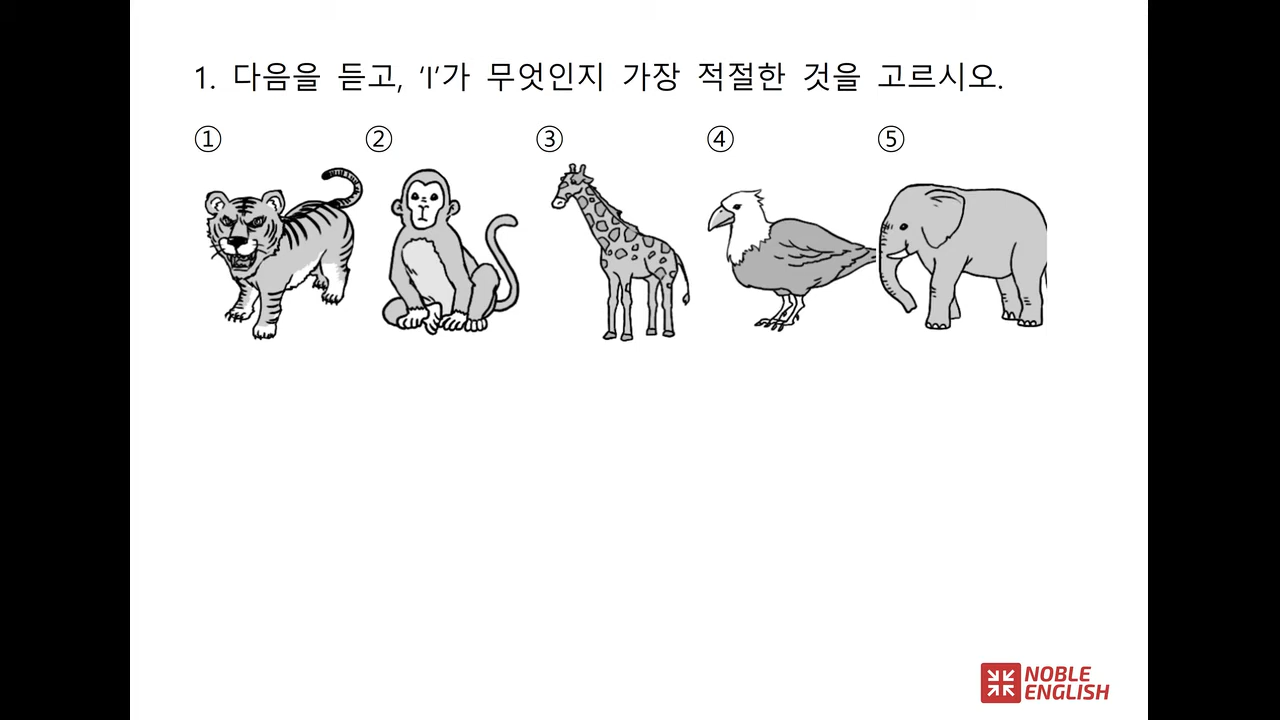 1. 다음을 듣고, ‘I’가 무엇인지 가장 적절한 것을 고르시오.
① ② ③ ④ ⑤
NOBLE
ENGLISH